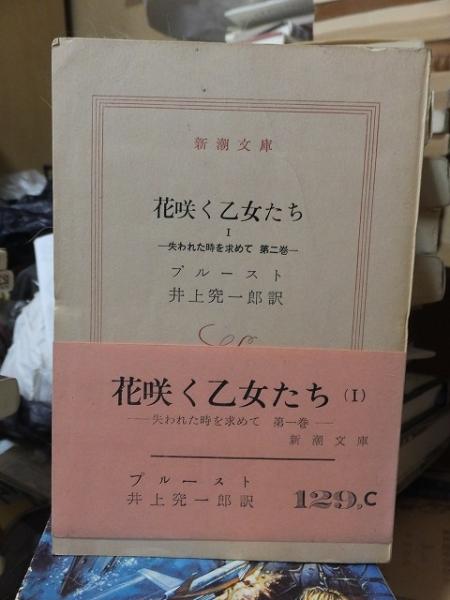 新潮文庫
花咲く乙女たち
I
―失われた時を求めて 第二巻―
プルースト
井上究一郎訳
花咲く乙女たち(I)
―失われた時を求めて 第一巻―
新潮文庫
プルースト
井上究一郎訳
129,C